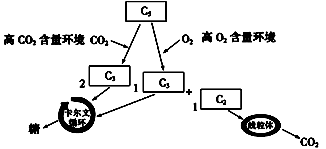 C₅
高 CO₂ 含量环境 CO₂
O₂ 高 O₂ 含量环境
2 C₃
1 C₃ + 1 C₂
卡尔文循环
糖
线粒体
CO₂